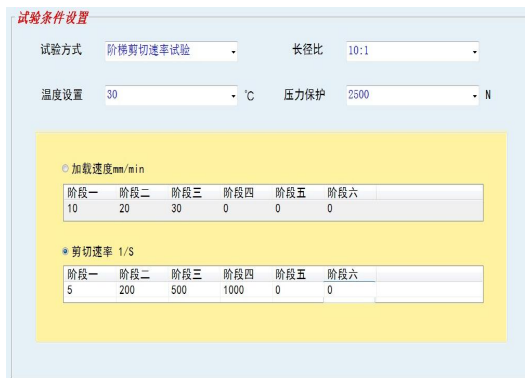 试验条件设置
试验方式 阶梯剪切速率试验 长径比 10:1
温度设置 30 ℃ 压力保护 2500 N
加载速度mm/min
阶段一 阶段二 阶段三 阶段四 阶段五 阶段六
10 20 30 0 0 0
剪切速率 1/S
阶段一 阶段二 阶段三 阶段四 阶段五 阶段六
5 200 500 1000 0 0